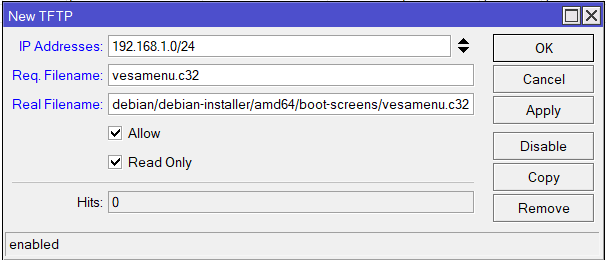 New TFTP
IP Addresses: 192.168.1.0/24
OK
Req. Filename: vesamenu.c32
Cancel
Real Filename: debian/debian-installer/amd64/boot-screens/vesamenu.c32
Apply
Allow
Disable
Read Only
Copy
Hits: 0
Remove
enabled